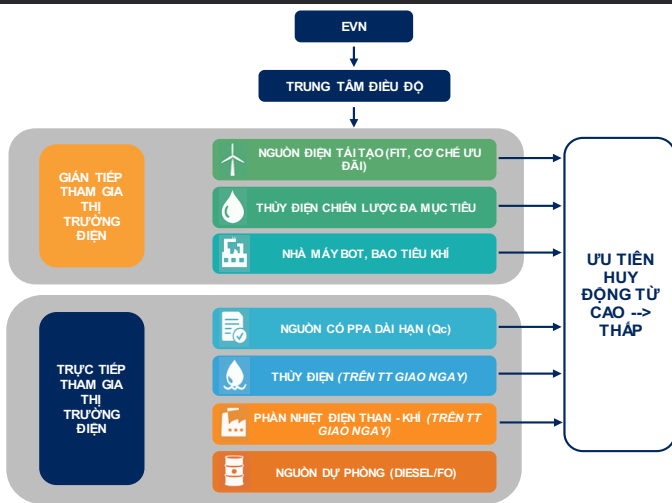 EVN
TRUNG TÂM ĐIỀU ĐỘ
GIÁN TIẾP
THAM GIA
THỊ
TRƯỜNG
ĐIỆN
NGUỒN ĐIỆN TÁI TẠO (FIT, CƠ CHẾ ƯU
ĐÃI)
THỦY ĐIỆN CHIẾN LƯỢC ĐA MỤC TIÊU
NHÀ MÁY BOT, BAO TIÊU KHÍ
TRỰC TIẾP
THAM GIA
THỊ
TRƯỜNG
ĐIỆN
NGUỒN CÓ PPA DÀI HẠN (Qc)
THỦY ĐIỆN (TRÊN TT GIAO NGAY)
PHẦN NHIỆT ĐIỆN THAN - KHÍ (TRÊN TT
GIAO NGAY)
NGUỒN DỰ PHÒNG (DIESEL/FO)
ƯU TIÊN
HUY
ĐỘNG TỪ
CAO -->
THẤP